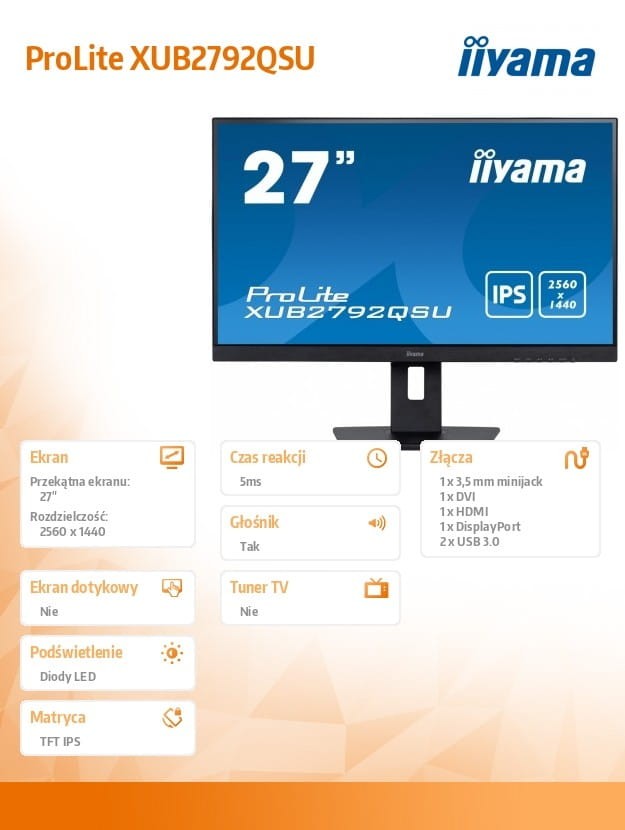 ProLite XUB2792QSU
iiyama
27”
iiyama
ProLite
XUB2792QSU
IPS
2560
x
1440
iiyama
Ekran
Przekątna ekranu:
27"
Rozdzielczość:
2560 x 1440
Czas reakcji
5ms
Głośnik
Tak
Złącza
1 x 3,5 mm minijack
1 x DVI
1 x HDMI
1 x DisplayPort
2 x USB 3.0
Ekran dotykowy
Nie
Tuner TV
Nie
Podświetlenie
Diody LED
Matryca
TFT IPS